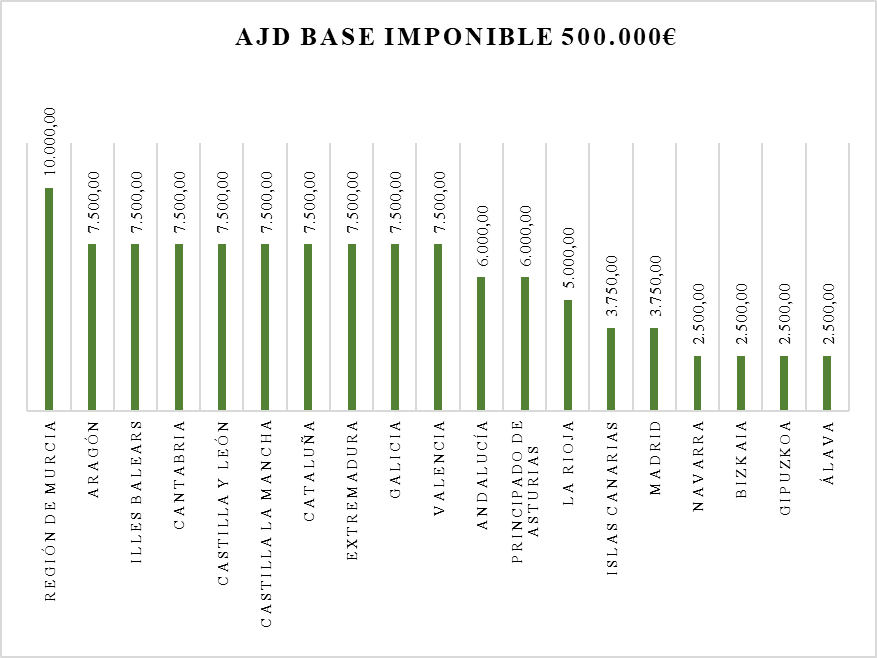 AJD BASE IMPONIBLE 500.000€
10.000,00
7.500,00
7.500,00
7.500,00
7.500,00
7.500,00
7.500,00
7.500,00
7.500,00
7.500,00
6.000,00
6.000,00
5.000,00
3.750,00
3.750,00
2.500,00
2.500,00
2.500,00
2.500,00
REGIÓN DE MURCIA
ARAGÓN
ILLES BALEARS
CANTABRIA
CASTILLA Y LEÓN
CASTILLA LA MANCHA
CATALUÑA
EXTREMADURA
GALICIA
VALENCIA
ANDALUCÍA
PRINCIPADO DE
ASTURIAS
LA RIOJA
ISLAS CANARIAS
MADRID
NAVARRA
BIZKAIA
GIPUZKOA
ÁLAVA